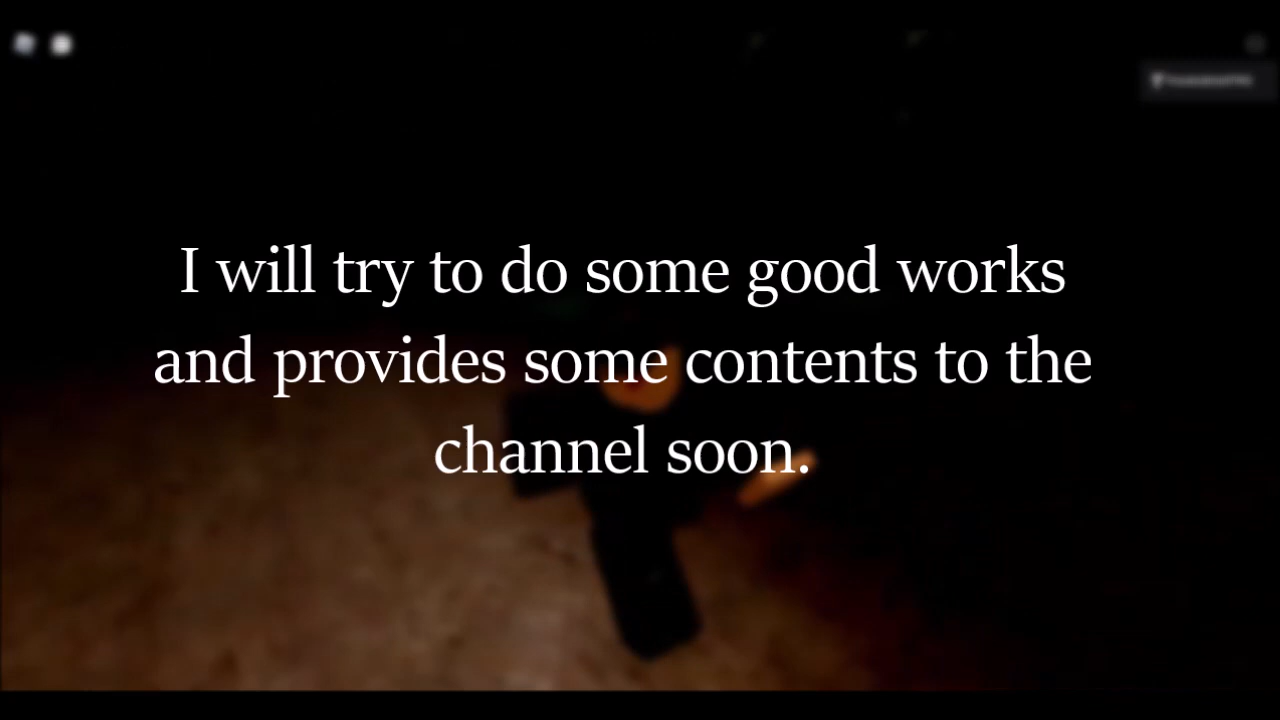 I will try to do some good works
and provides some contents to the
channel soon.